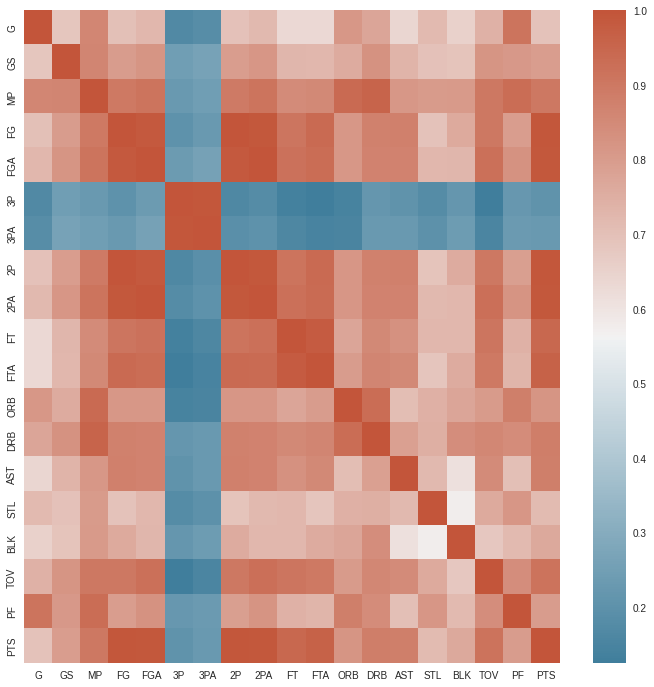 G
GS
MP
FG
FGA
3P
3PA
2P
2PA
FT
FTA
ORB
DRB
AST
STL
BLK
TOV
PF
PTS
G GS MP FG FGA 3P 3PA 2P 2PA FT FTA ORB DRB AST STL BLK TOV PF PTS
1.0
0.9
0.8
0.7
0.6
0.5
0.4
0.3
0.2